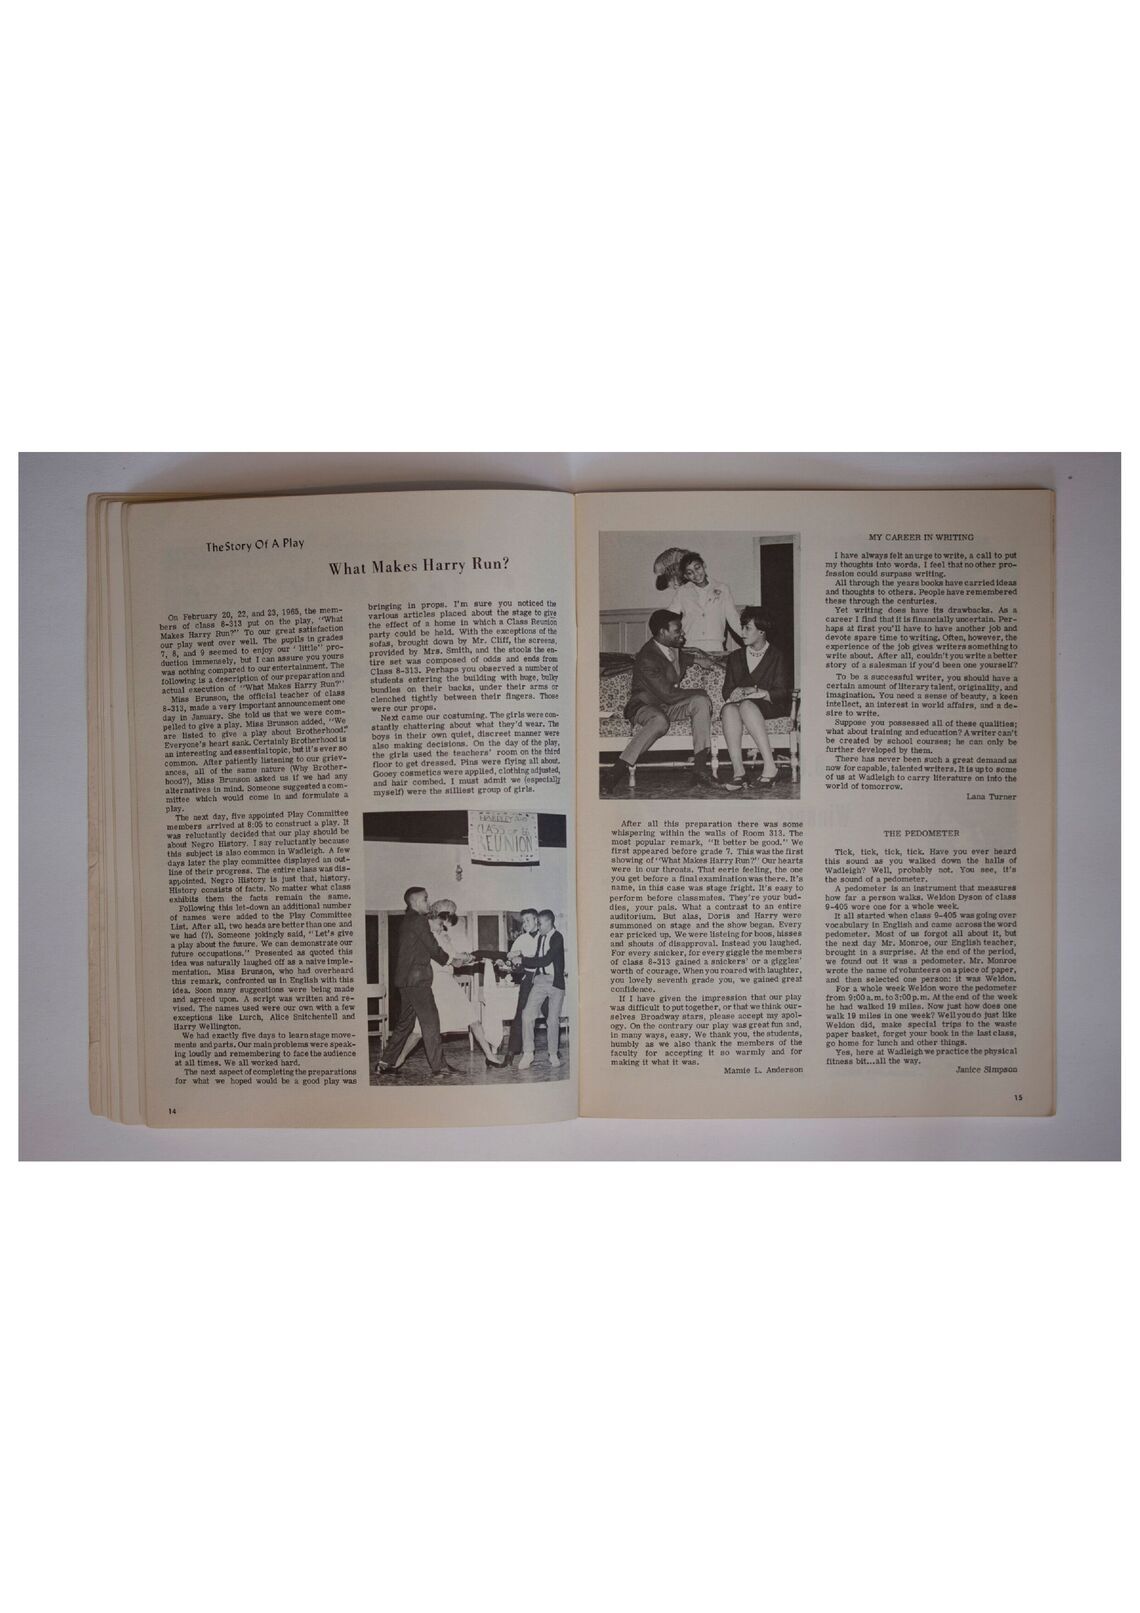 The Story Of A Play
What Makes Harry Run?
On February 20, 22, and 23, 1965, the mem-
bers of class 8-313 put on the play, "What
Makes Harry Run?" To our great satisfaction
our play went over well. The pupils in grades
7, 8, and 9 seemed to enjoy our ' little" pro-
duction immensely, but I can assure you yours
was nothing compared to our entertainment. The
following is a description of our preparation and
actual execution of "What Makes Harry Run?"
Miss Brunson, the official teacher of class
8-313, made a very important announcement one
day in January. She told us that we were com-
pelled to give a play. Miss Brunson added, "We
are listed to give a play about Brotherhood."
Everyone's heart sank. Certainly Brotherhood is
an interesting and essential topic, but it's ever so
common. After patiently listening to our griev-
ances, all of the same nature (Why Brother-
hood?), Miss Brunson asked us if we had any
alternatives in mind. Someone suggested a com-
mittee which would come in and formulate a
play.
The next day, five appointed Play Committee
members arrived at 8:05 to construct a play. It
was reluctantly decided that our play should be
about Negro History. I say reluctantly because
this subject is also common in Wadleigh. A few
days later the play committee displayed an out-
line of their progress. The entire class was dis-
appointed. Negro History is just that, history.
History consists of facts. No matter what class
exhibits them the facts remain the same.
Following this let-down an additional number
of names were added to the Play Committee
List. After all, two heads are better than one and
we had (?). Someone jokingly said, "Let's give
a play about the future. We can demonstrate our
future occupations." Presented as quoted this
idea was naturally laughed off as a naive imple-
mentation. Miss Brunson, who had overheard
this remark, confronted us in English with this
idea. Soon many suggestions were being made
and agreed upon. A script was written and re-
vised. The names used were our own with a few
exceptions like Lurch, Alice Snitchentell and
Harry Wellington.
We had exactly five days to learn stage move-
ments and parts. Our main problems were speak-
ing loudly and remembering to face the audience
at all times. We all worked hard.
The next aspect of completing the preparations
for what we hoped would be a good play was
14
bringing in props. I'm sure you noticed the
various articles placed about the stage to give
the effect of a home in which a Class Reunion
party could be held. With the exceptions of the
sofas, brought down by Mr. Cliff, the screens,
provided by Mrs. Smith, and the stools the en-
tire set was composed of odds and ends from
Class 8-313. Perhaps you observed a number of
students entering the building with huge, bulky
bundles on their backs, under their arms or
clenched tightly between their fingers. Those
were our props.
Next came our costuming. The girls were con-
stantly chattering about what they'd wear. The
boys in their own quiet, discreet manner were
also making decisions. On the day of the play,
the girls used the teachers' room on the third
floor to get dressed. Pins were flying all about.
Gooey cosmetics were applied, clothing adjusted,
and hair combed. I must admit we (especially
myself) were the silliest group of girls.
CLASS OF
REUNION
After all this preparation there was some
whispering within the walls of Room 313. The
most popular remark, "It better be good." We
first appeared before grade 7. This was the first
showing of "What Makes Harry Run?" Our hearts
were in our throats. That eerie feeling, the one
you get before a final examination was there. It's
name, in this case was stage fright. It's easy to
perform before classmates. They're your bud-
dies, your pals. What a contrast to an entire
auditorium. But alas, Doris and Harry were
summoned on stage and the show began. Every
ear pricked up. We were listeing for boos, hisses
and shouts of disapproval. Instead you laughed.
For every snicker, for every giggle the members
of class 8-313 gained a snickers' or a giggles'
worth of courage. When you roared with laughter,
you lovely seventh grade you, we gained great
confidence.
If I have given the impression that our play
was difficult to put together, or that we think our-
selves Broadway stars, please accept my apol-
ogy. On the contrary our play was great fun and,
in many ways, easy. We thank you, the students,
humbly as we also thank the members of the
faculty for accepting it so warmly and for
making it what it was.
Mamie L. Anderson
MY CAREER IN WRITING
I have always felt an urge to write, a call to put
my thoughts into words. I feel that no other pro-
fession could surpass writing.
All through the years books have carried ideas
and thoughts to others. People have remembered
these through the centuries.
Yet writing does have its drawbacks. As a
career I find that it is financially uncertain. Per-
haps at first you'll have to have another job and
devote spare time to writing. Often, however, the
experience of the job gives writers something to
write about. After all, couldn't you write a better
story of a salesman if you'd been one yourself?
To be a successful writer, you should have a
certain amount of literary talent, originality, and
imagination. You need a sense of beauty, a keen
intellect, an interest in world affairs, and a de-
sire to write.
Suppose you possessed all of these qualities;
what about training and education? A writer can't
be created by school courses; he can only be
further developed by them.
There has never been such a great demand as
now for capable, talented writers. It is up to some
of us at Wadleigh to carry literature on into the
world of tomorrow.
Lana Turner
THE PEDOMETER
Tick, tick, tick, tick. Have you ever heard
this sound as you walked down the halls of
Wadleigh? Well, probably not. You see, it's
the sound of a pedometer.
A pedometer is an instrument that measures
how far a person walks. Weldon Dyson of class
9-405 wore one for a whole week.
It all started when class 9-405 was going over
vocabulary in English and came across the word
pedometer. Most of us forgot all about it, but
the next day Mr. Monroe, our English teacher,
brought in a surprise. At the end of the period,
we found out it was a pedometer. Mr. Monroe
wrote the name of volunteers on a piece of paper,
and then selected one person: it was Weldon.
For a whole week Weldon wore the pedometer
from 9:00 a.m. to 3:00 p.m. At the end of the week
he had walked 19 miles. Now just how does one
walk 19 miles in one week? Well you do just like
Weldon did, make special trips to the waste
paper basket, forget your book in the last class,
go home for lunch and other things.
Yes, here at Wadleigh we practice the physical
fitness bit...all the way.
Janice Simpson
15